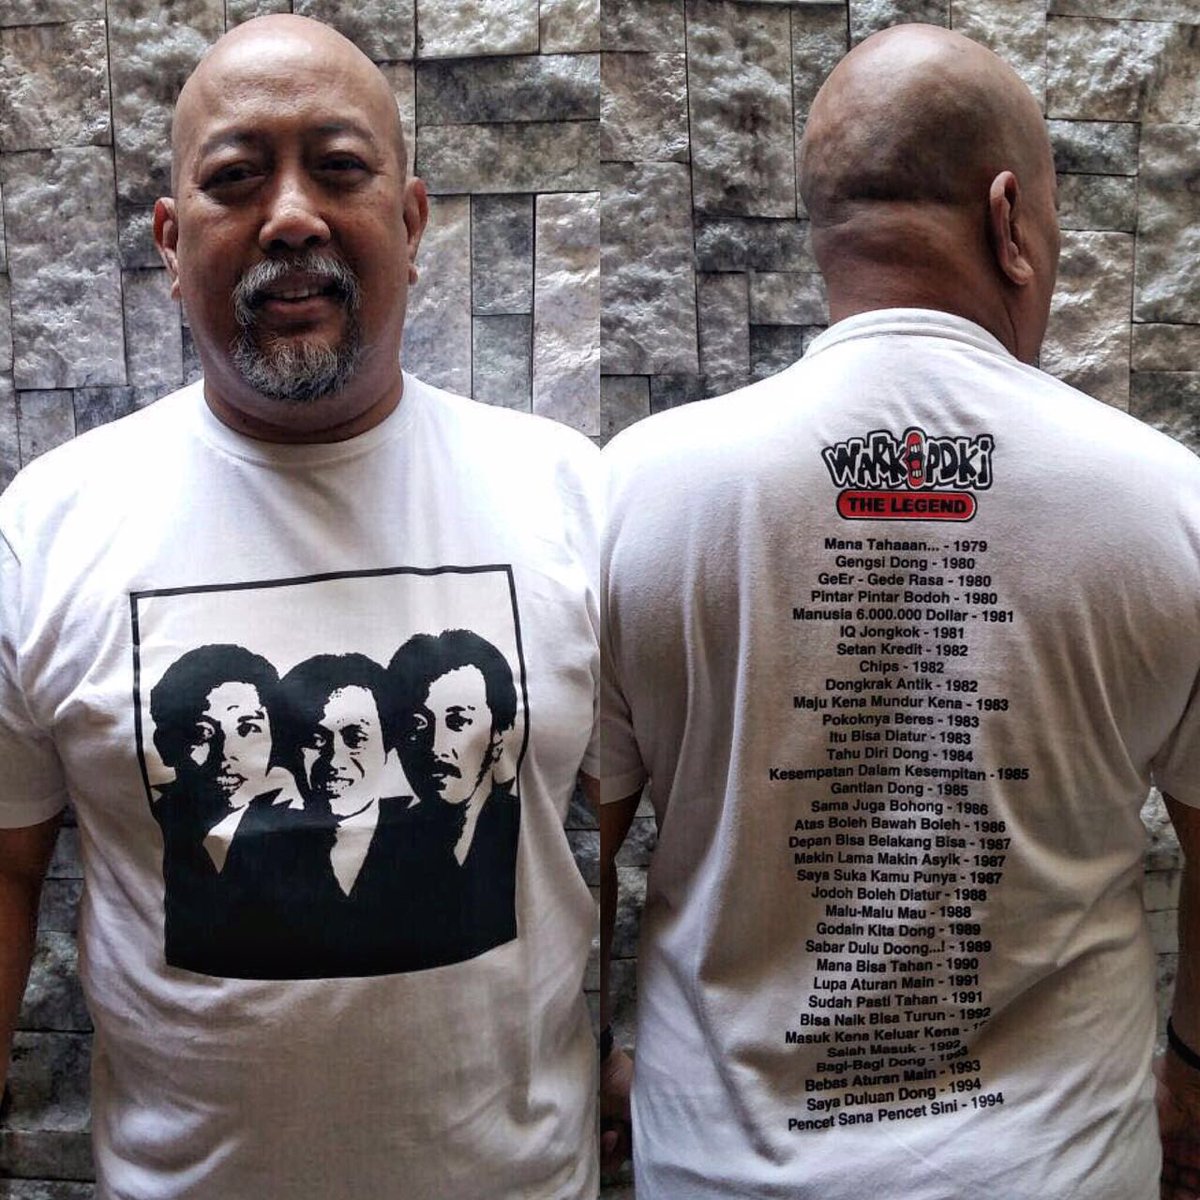 WARKOPDKI
THE LEGEND
Mana Tahaaan... - 1979
Gengsi Dong - 1980
GeEr - Gede Rasa - 1980
Pintar Pintar Bodoh - 1980
Manusia 6.000.000 Dollar - 1981
IQ Jongkok - 1981
Setan Kredit - 1982
Chips - 1982
Dongkrak Antik - 1982
Maju Kena Mundur Kena - 1983
Pokoknya Beres - 1983
Itu Bisa Diatur - 1983
Tahu Diri Dong - 1984
Kesempatan Dalam Kesempitan - 1985
Gantian Dong - 1985
Sama Juga Bohong - 1986
Atas Boleh Bawah Boleh - 1986
Depan Bisa Belakang Bisa - 1987
Makin Lama Makin Asyik - 1987
Saya Suka Kamu Punya - 1987
Jodoh Boleh Diatur - 1988
Malu-Malu Mau - 1988
Godain Kita Dong - 1989
Sabar Dulu Doong...! - 1989
Mana Bisa Tahan - 1990
Lupa Aturan Main - 1991
Sudah Pasti Tahan - 1991
Bisa Naik Bisa Turun - 1992
Masuk Kena Keluar Kena -
Salah Masuk - 1992
Bagi-Bagi Dong - 1993
Bebas Aturan Main - 1993
Saya Duluan Dong - 1994
Pencet Sana Pencet Sini - 1994